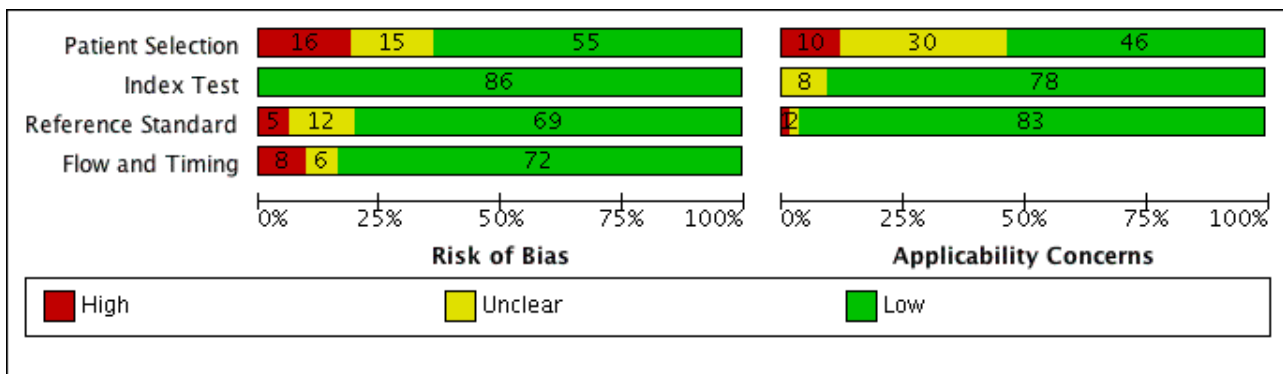 Patient Selection 16 15 55 10 30 46
Index Test 86 8 78
Reference Standard 5 12 69 1 2 83
Flow and Timing 8 6 72
0% 25% 50% 75% 100% 0% 25% 50% 75% 100%
Risk of Bias Applicability Concerns
High Unclear Low